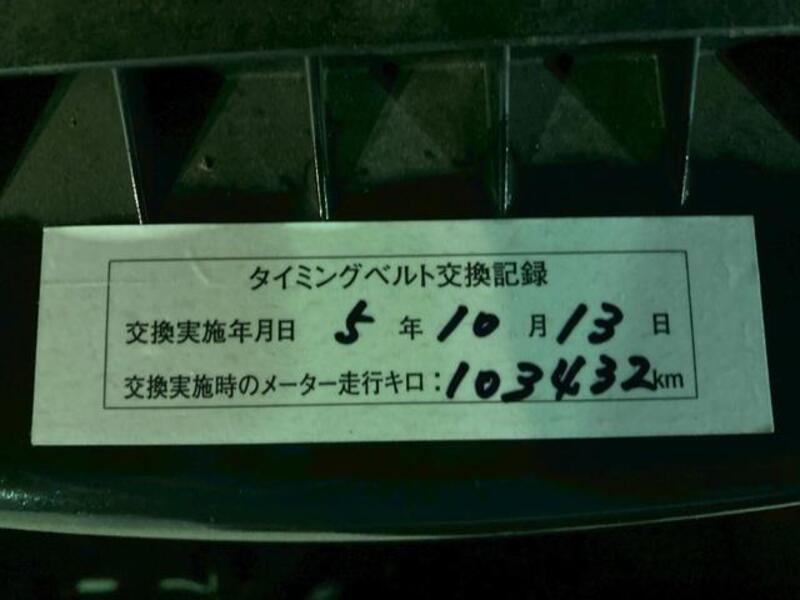 タイミングベルト交換記録
交換実施年月日 5 年 10 月 13 日
交換実施時のメーター走行キロ：103432km